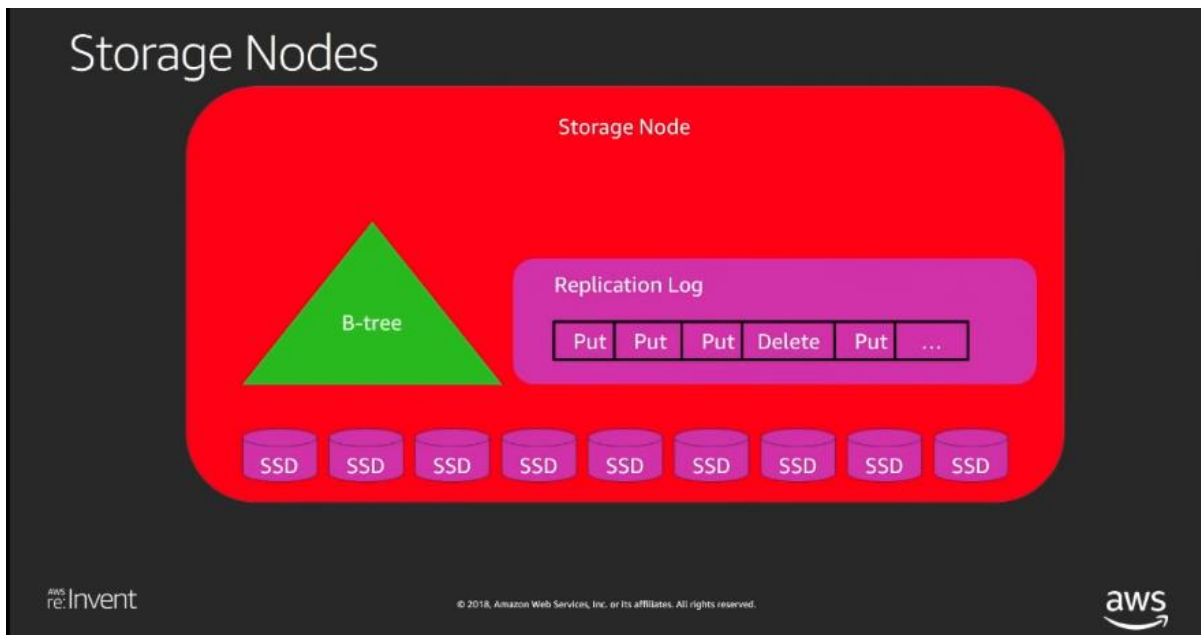 Storage Nodes
Storage Node
B-tree
Replication Log
Put Put Put Delete Put ...
SSD SSD SSD SSD SSD SSD SSD SSD SSD
AWS
re:Invent
© 2018, Amazon Web Services, Inc. or its affiliates. All rights reserved.
aws